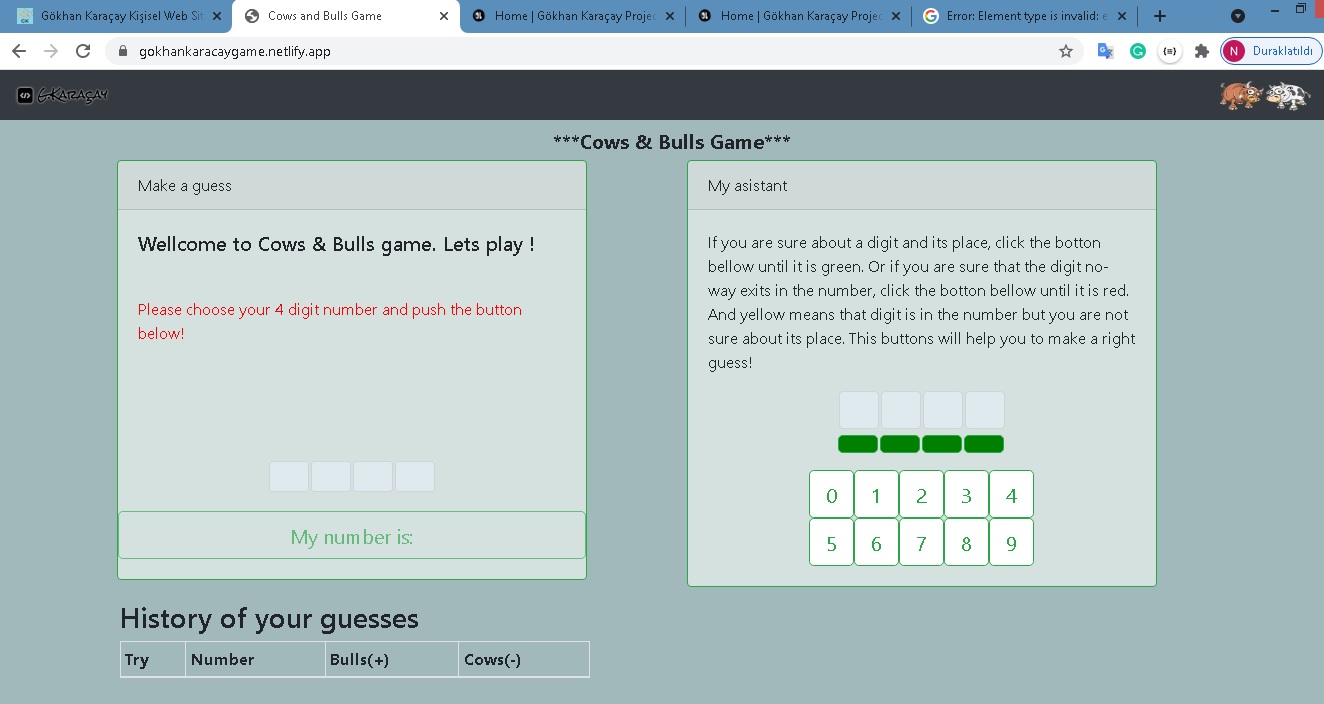 Gökhan Karaçay Kişisel Web Sit
Cows and Bulls Game
Home | Gökhan Karaçay Projec
Home | Gökhan Karaçay Projec
Error: Element type is invalid: e
gokhankaracaygame.netlify.app
N Duraklatıldı
GKARAÇAY
***Cows & Bulls Game***
Make a guess
Wellcome to Cows & Bulls game. Lets play !
Please choose your 4 digit number and push the button
below!
My number is:
My asistant
If you are sure about a digit and its place, click the botton
bellow until it is green. Or if you are sure that the digit no-
way exits in the number, click the botton bellow until it is red.
And yellow means that digit is in the number but you are not
sure about its place. This buttons will help you to make a right
guess!
0 1 2 3 4
5 6 7 8 9
History of your guesses
Try Number Bulls(+) Cows(-)